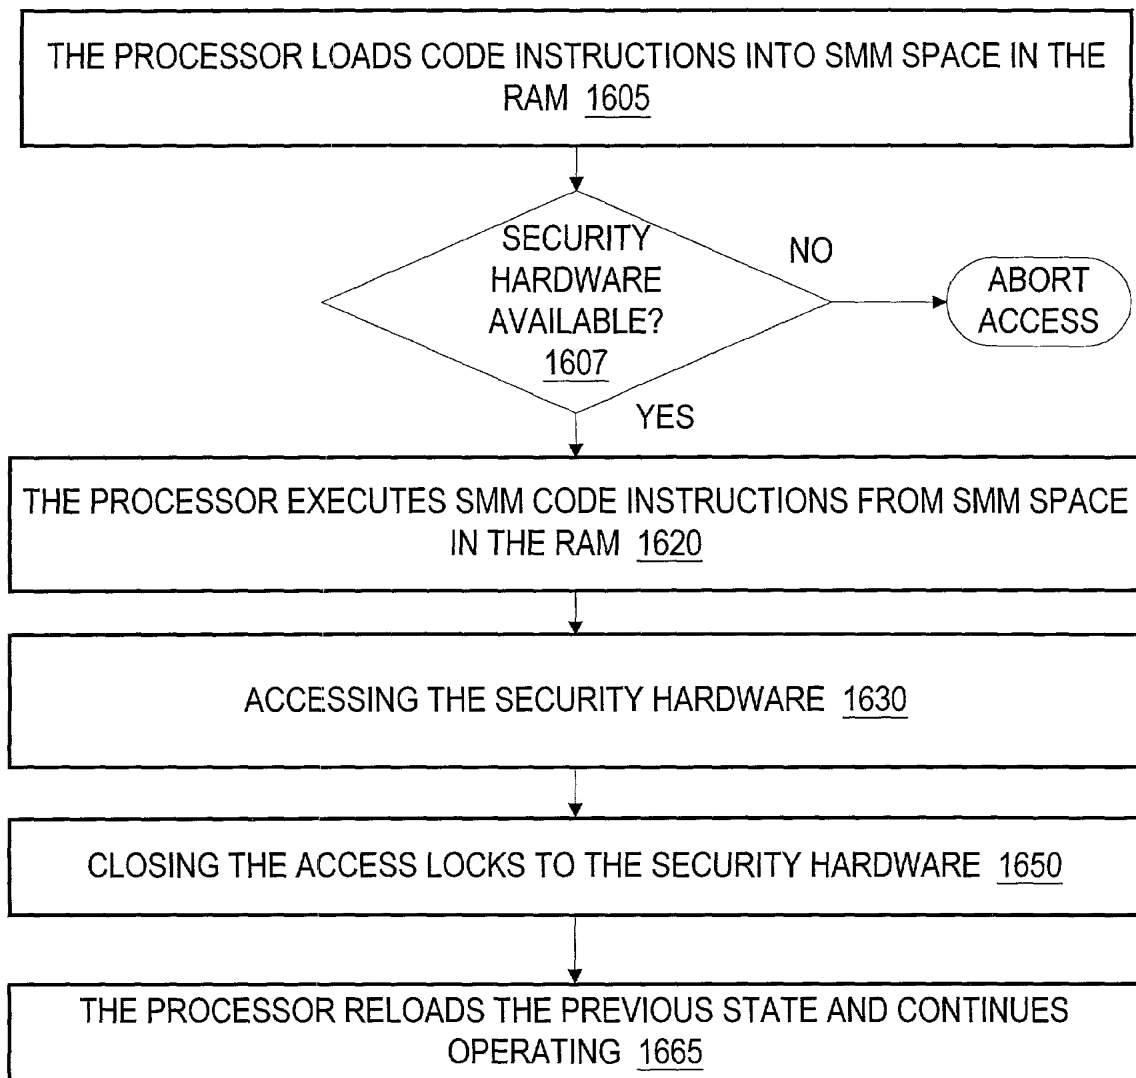 THE PROCESSOR LOADS CODE INSTRUCTIONS INTO SMM SPACE IN THE
RAM 1605
SECURITY
HARDWARE
AVAILABLE?
1607
NO
ABORT
ACCESS
YES
THE PROCESSOR EXECUTES SMM CODE INSTRUCTIONS FROM SMM SPACE
IN THE RAM 1620
ACCESSING THE SECURITY HARDWARE 1630
CLOSING THE ACCESS LOCKS TO THE SECURITY HARDWARE 1650
THE PROCESSOR RELOADS THE PREVIOUS STATE AND CONTINUES
OPERATING 1665